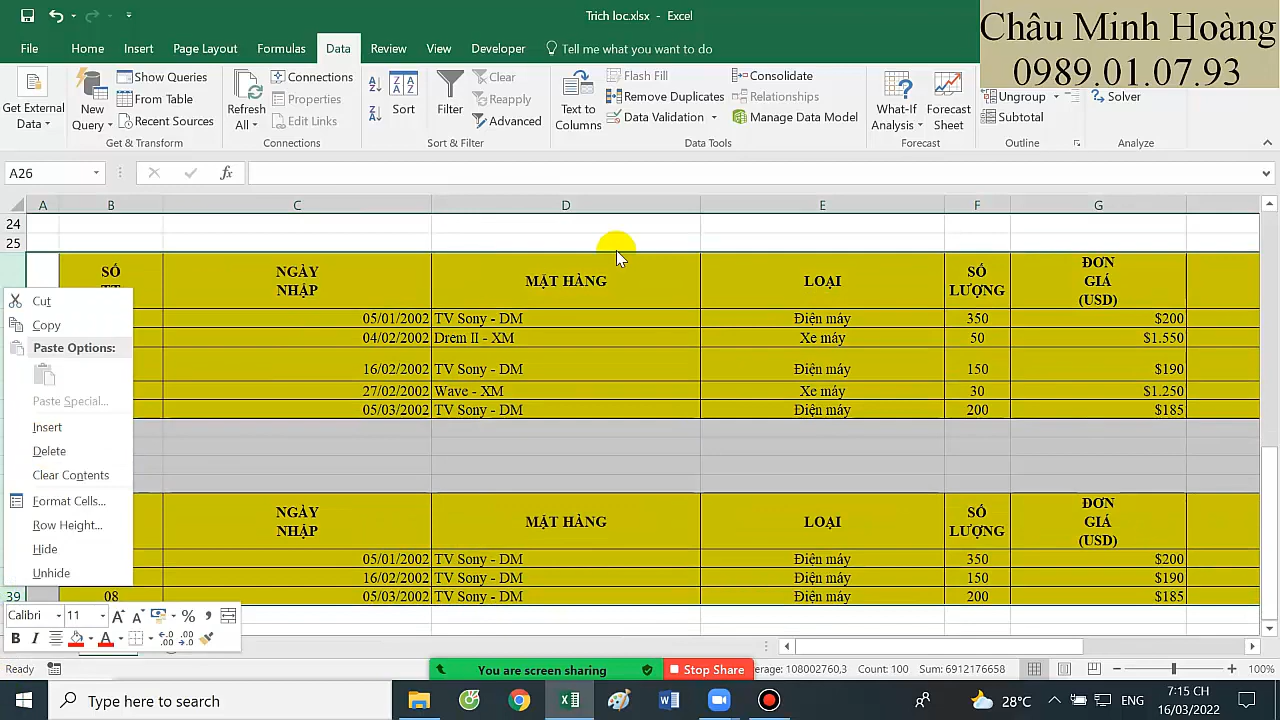 Trich loc.xlsx - Excel
Châu Minh Hoàng
0989.01.07.93
File Home Insert Page Layout Formulas Data Review View Developer Tell me what you want to do
Get External Data
New Query
Show Queries
From Table
Recent Sources
Get & Transform
Refresh All
Connections
Properties
Edit Links
Connections
Sort
Filter
Clear
Reapply
Advanced
Sort & Filter
Text to Columns
Flash Fill
Remove Duplicates
Data Validation
Consolidate
Relationships
Manage Data Model
Data Tools
What-If Analysis
Forecast Sheet
Forecast
Ungroup
Subtotal
Outline
Solver
Analyze
A26
fx
A B C D E F G
24
25
SỐ
NGÀY NHẬP
MẶT HÀNG
LOẠI
SỐ LƯỢNG
ĐƠN GIÁ (USD)
05/01/2002 TV Sony - DM Điện máy 350 $200
04/02/2002 Drem II - XM Xe máy 50 $1.550
16/02/2002 TV Sony - DM Điện máy 150 $190
27/02/2002 Wave - XM Xe máy 30 $1.250
05/03/2002 TV Sony - DM Điện máy 200 $185
NGÀY NHẬP
MẶT HÀNG
LOẠI
SỐ LƯỢNG
ĐƠN GIÁ (USD)
05/01/2002 TV Sony - DM Điện máy 350 $200
16/02/2002 TV Sony - DM Điện máy 150 $190
39 08 05/03/2002 TV Sony - DM Điện máy 200 $185
Cut
Copy
Paste Options:
Paste Special...
Insert
Delete
Clear Contents
Format Cells...
Row Height...
Hide
Unhide
Calibri 11 A A % ,
B I A
Ready
You are screen sharing
Stop Share
erage: 108002760,3 Count: 100 Sum: 6912176658
100%
Type here to search
28°C
ENG
7:15 CH
16/03/2022